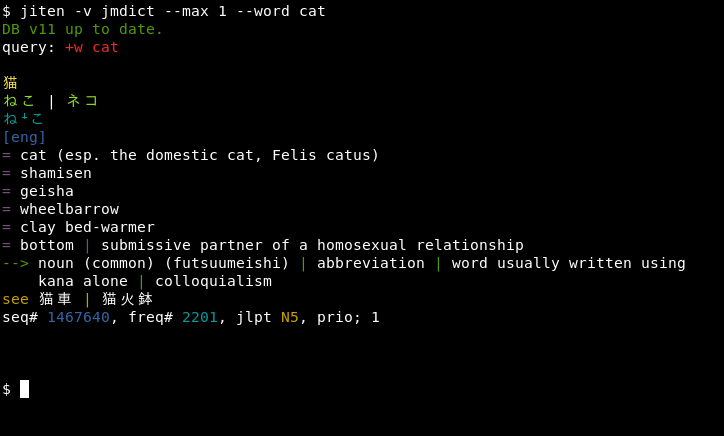 $ jiten -v jmdict --max 1 --word cat
DB v11 up to date.
query: +w cat
猫
ねこ | ネコ
ねꜜこ
[eng]
= cat (esp. the domestic cat, Felis catus)
= shamisen
= geisha
= wheelbarrow
= clay bed-warmer
= bottom | submissive partner of a homosexual relationship
--> noun (common) (futsuumeishi) | abbreviation | word usually written using
kana alone | colloquialism
see 猫車 | 猫火鉢
seq# 1467640, freq# 2201, jlpt N5, prio; 1
$